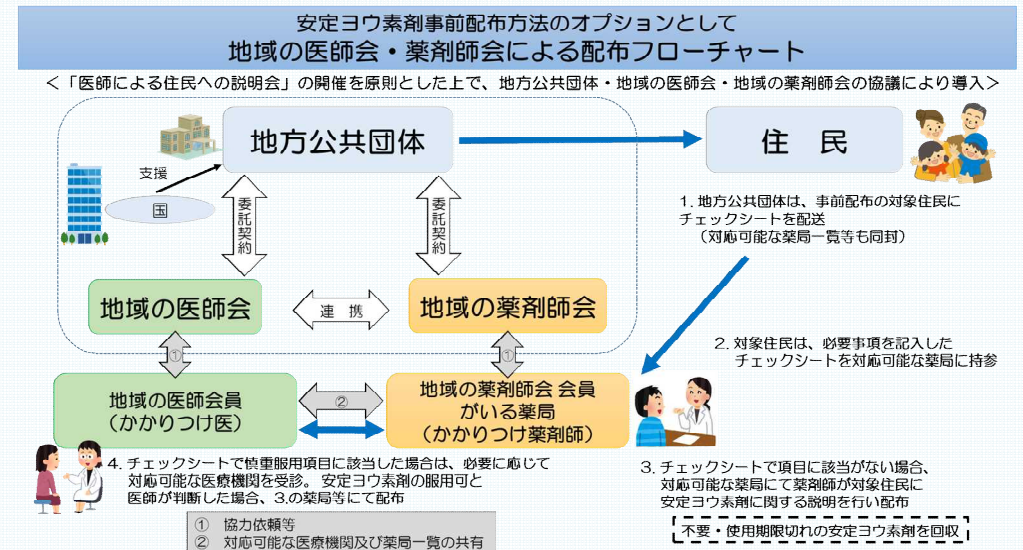 安定ヨウ素剤事前配布方法のオプションとして
地域の医師会・薬剤師会による配布フローチャート
＜「医師による住民への説明会」の開催を原則とした上で、地方公共団体・地域の医師会・地域の薬剤師会の協議により導入＞
地方公共団体
住　民
支援
国
委託契約
委託契約
1. 地方公共団体は、事前配布の対象住民に
チェックシートを配送
（対応可能な薬局一覧等も同封）
地域の医師会
連　携
地域の薬剤師会
2. 対象住民は、必要事項を記入した
チェックシートを対応可能な薬局に持参
①
①
地域の医師会員
（かかりつけ医）
②
地域の薬剤師会 会員
がいる薬局
（かかりつけ薬剤師）
4. チェックシートで慎重服用項目に該当した場合は、必要に応じて
対応可能な医療機関を受診。 安定ヨウ素剤の服用可と
医師が判断した場合、3.の薬局等にて配布
3. チェックシートで項目に該当がない場合、
対応可能な薬局にて薬剤師が対象住民に
安定ヨウ素剤に関する説明を行い配布
① 協力依頼等
② 対応可能な医療機関及び薬局一覧の共有
不要・使用期限切れの安定ヨウ素剤を回収